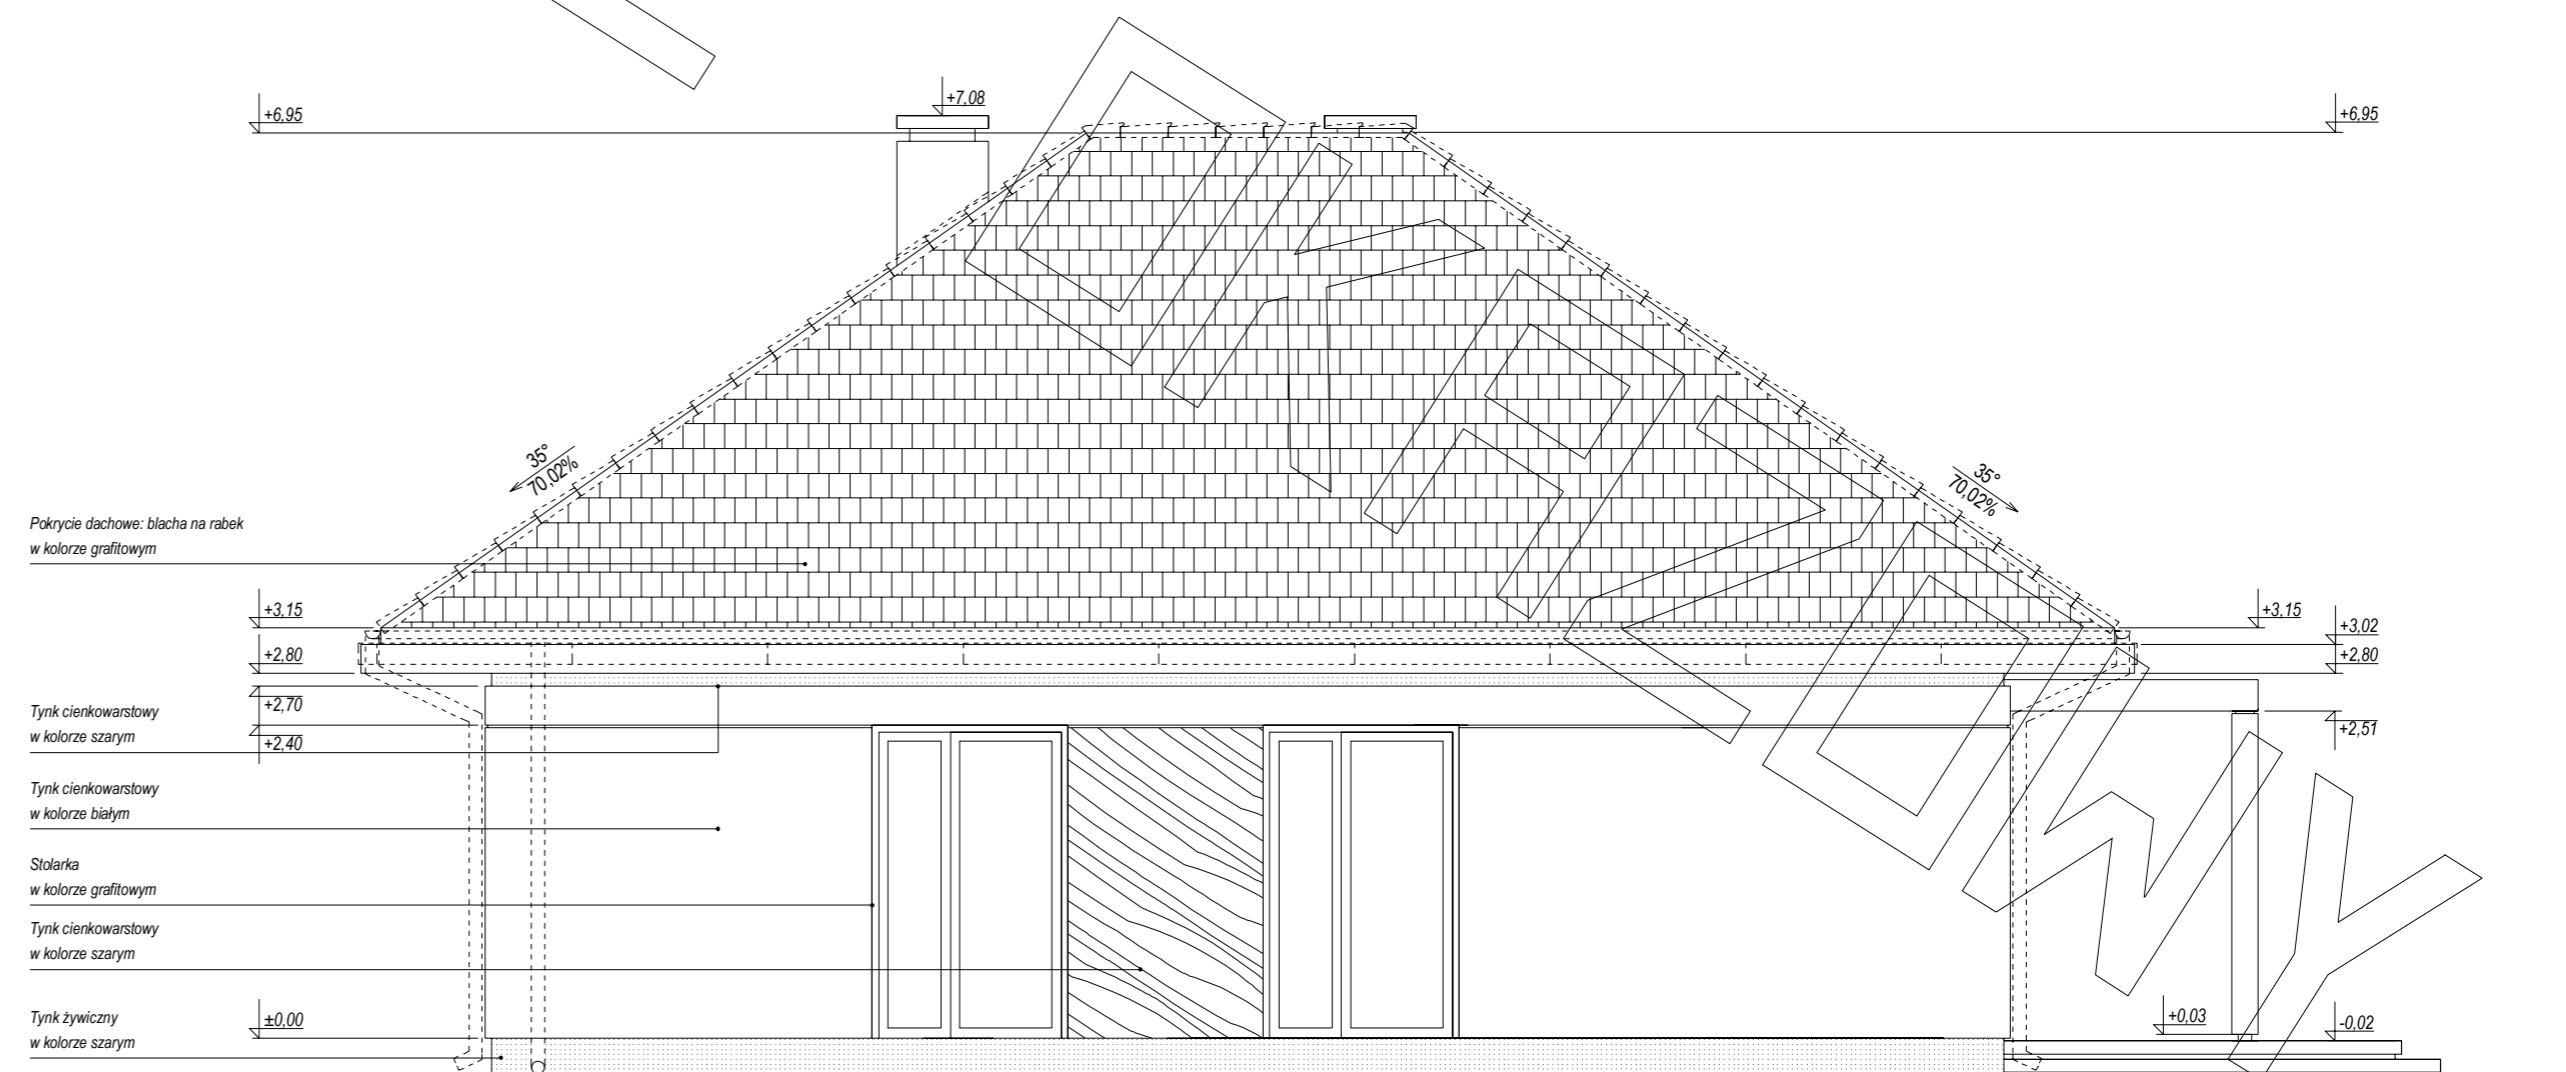 +6,95
+7,08
+6,95
35°
70,02%
35°
70,02%
Pokrycie dachowe: blacha na rabek
w kolorze grafitowym
+3,15
+2,80
+2,70
+2,40
+3,15
+3,02
+2,80
+2,51
Tynk cienkowarstowy
w kolorze szarym
Tynk cienkowarstowy
w kolorze białym
Stolarka
w kolorze grafitowym
Tynk cienkowarstowy
w kolorze szarym
Tynk żywiczny
w kolorze szarym
±0,00
+0,03
-0,02